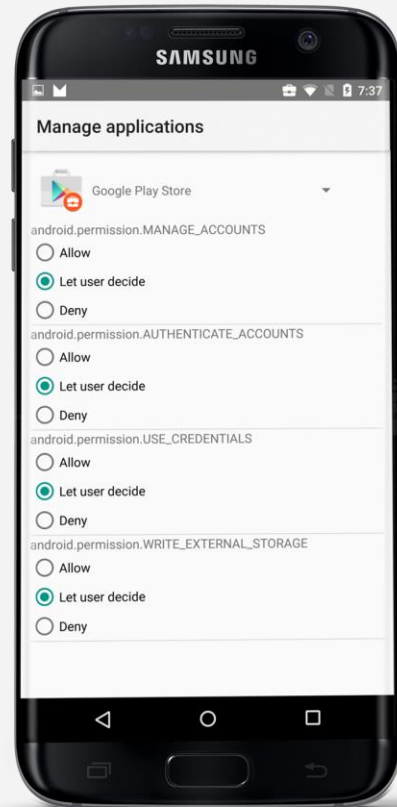 SAMSUNG
7:37
Manage applications
Google Play Store
android.permission.MANAGE_ACCOUNTS
Allow
Let user decide
Deny
android.permission.AUTHENTICATE_ACCOUNTS
Allow
Let user decide
Deny
android.permission.USE_CREDENTIALS
Allow
Let user decide
Deny
android.permission.WRITE_EXTERNAL_STORAGE
Allow
Let user decide
Deny